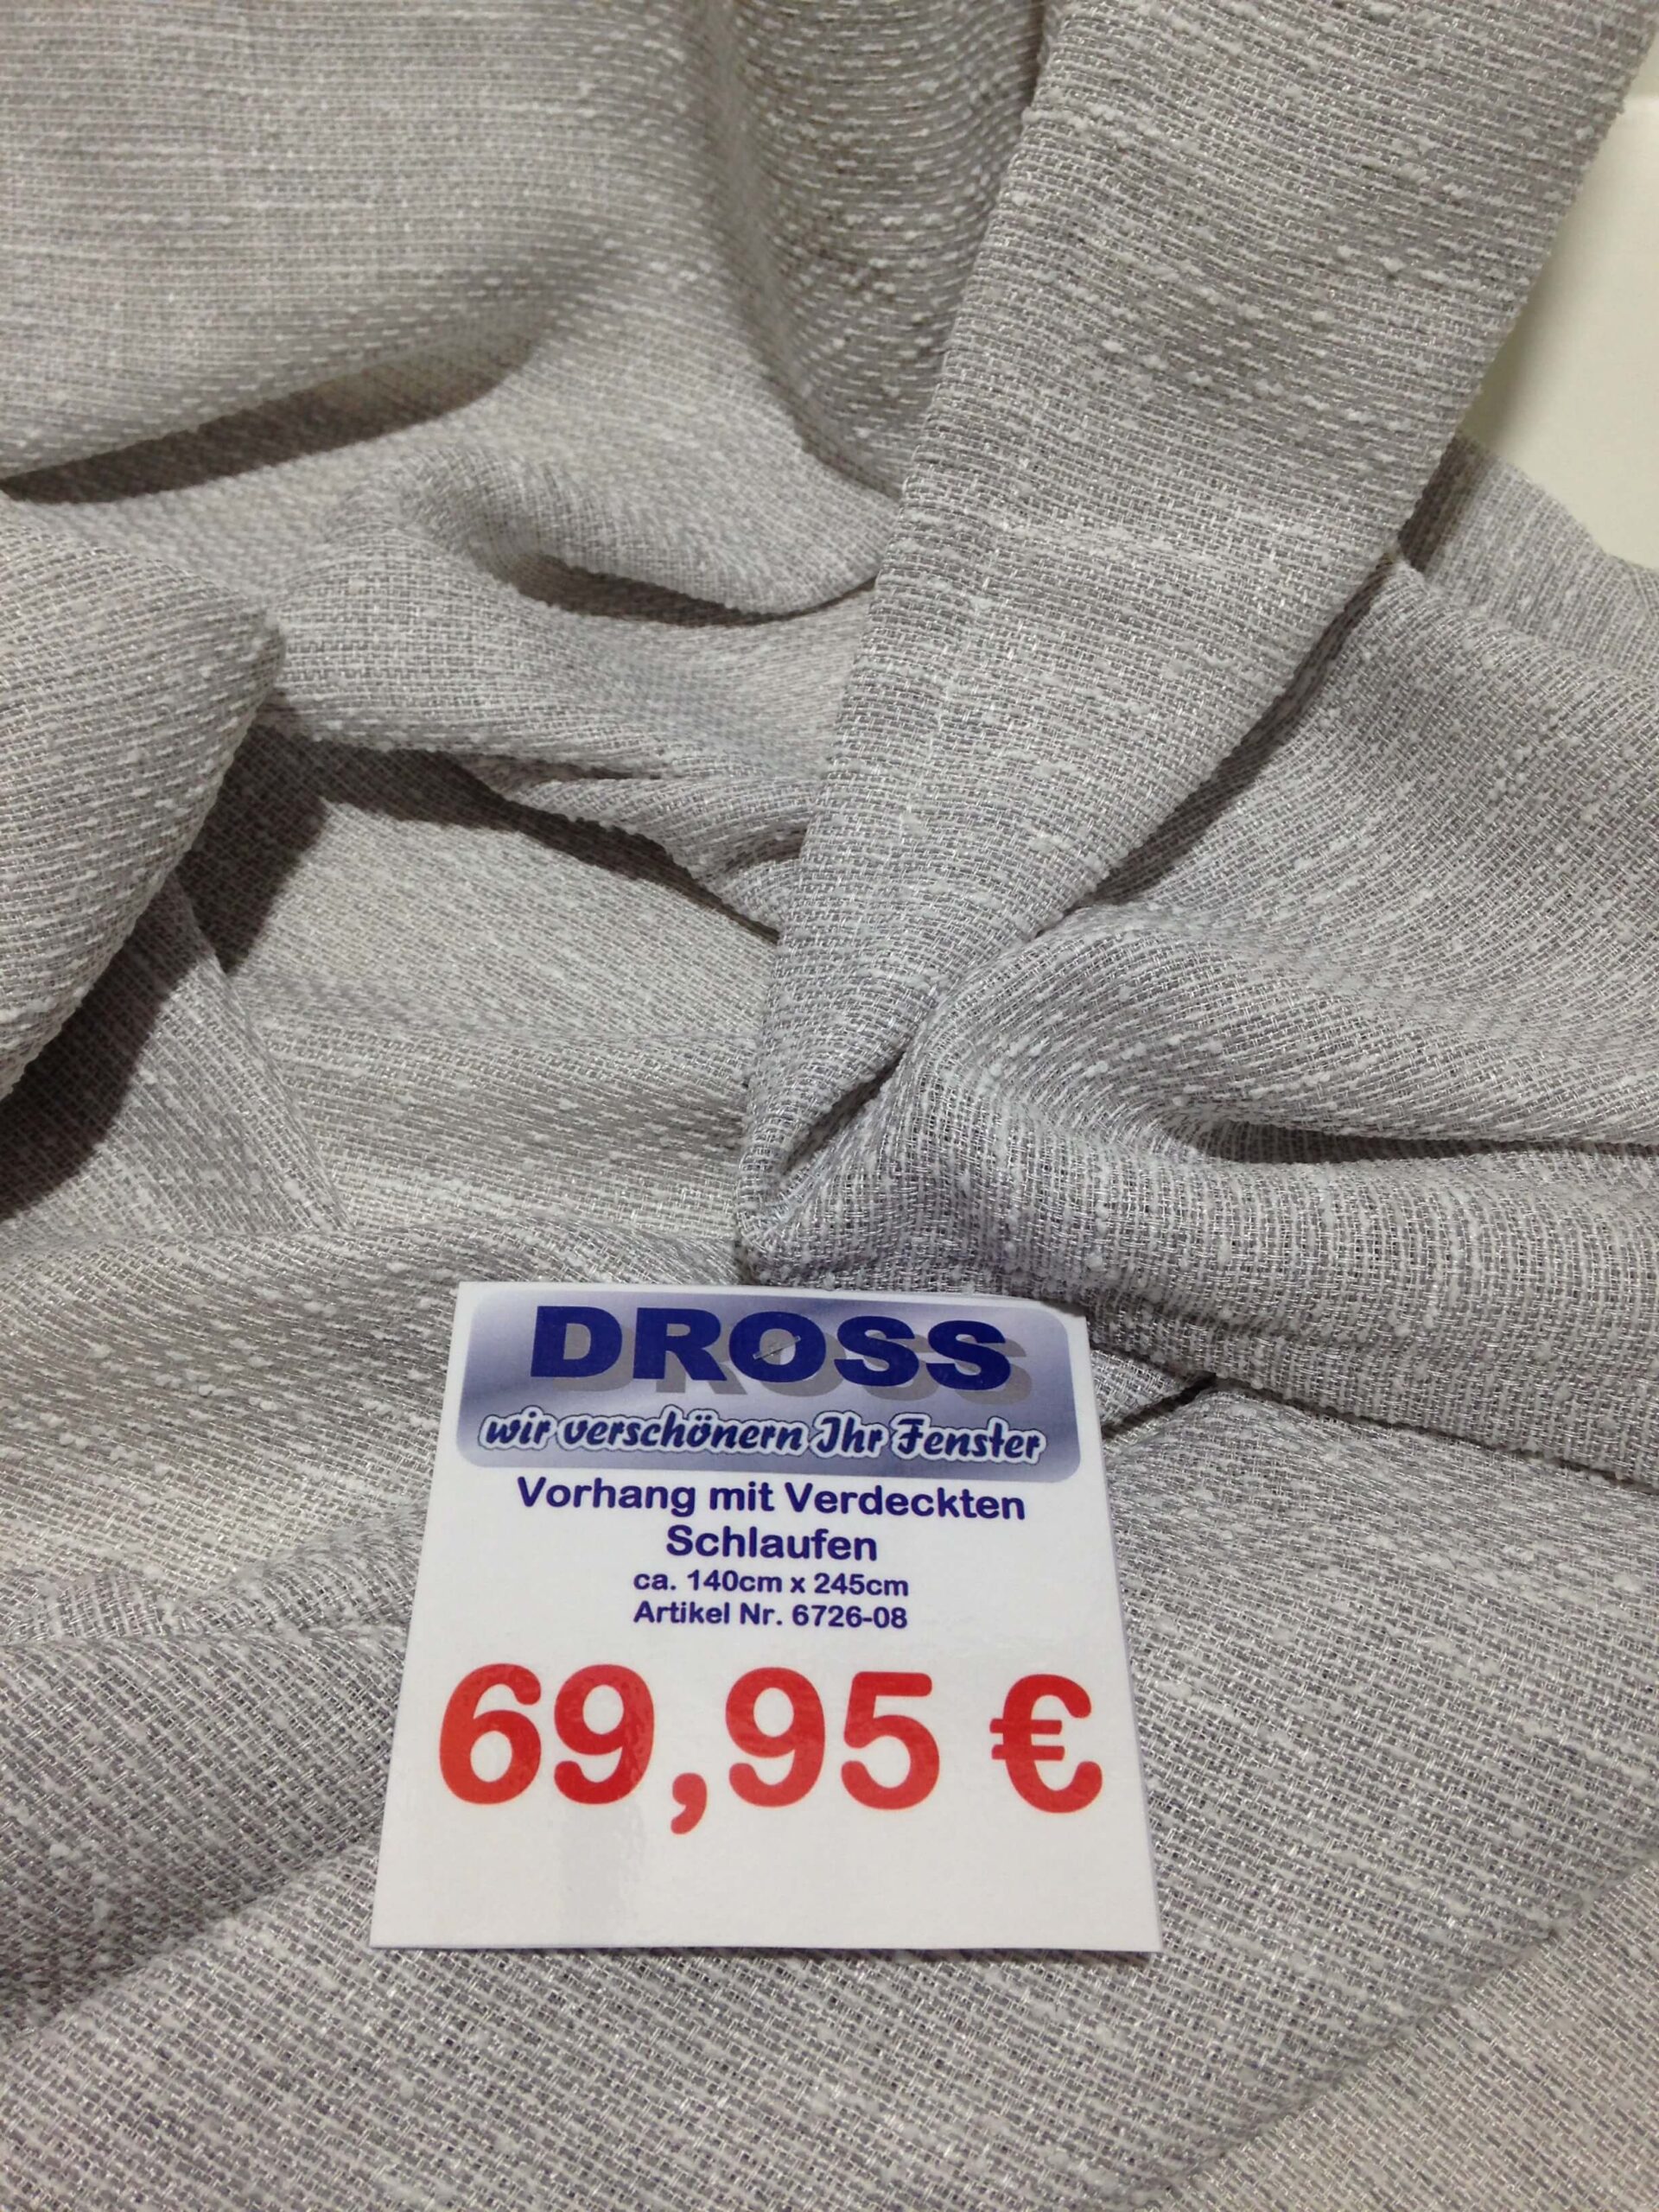 DROSS
wir verschönern Ihr Fenster
Vorhang mit Verdeckten
Schlaufen
ca. 140cm x 245cm
Artikel Nr. 6726-08
69,95 €